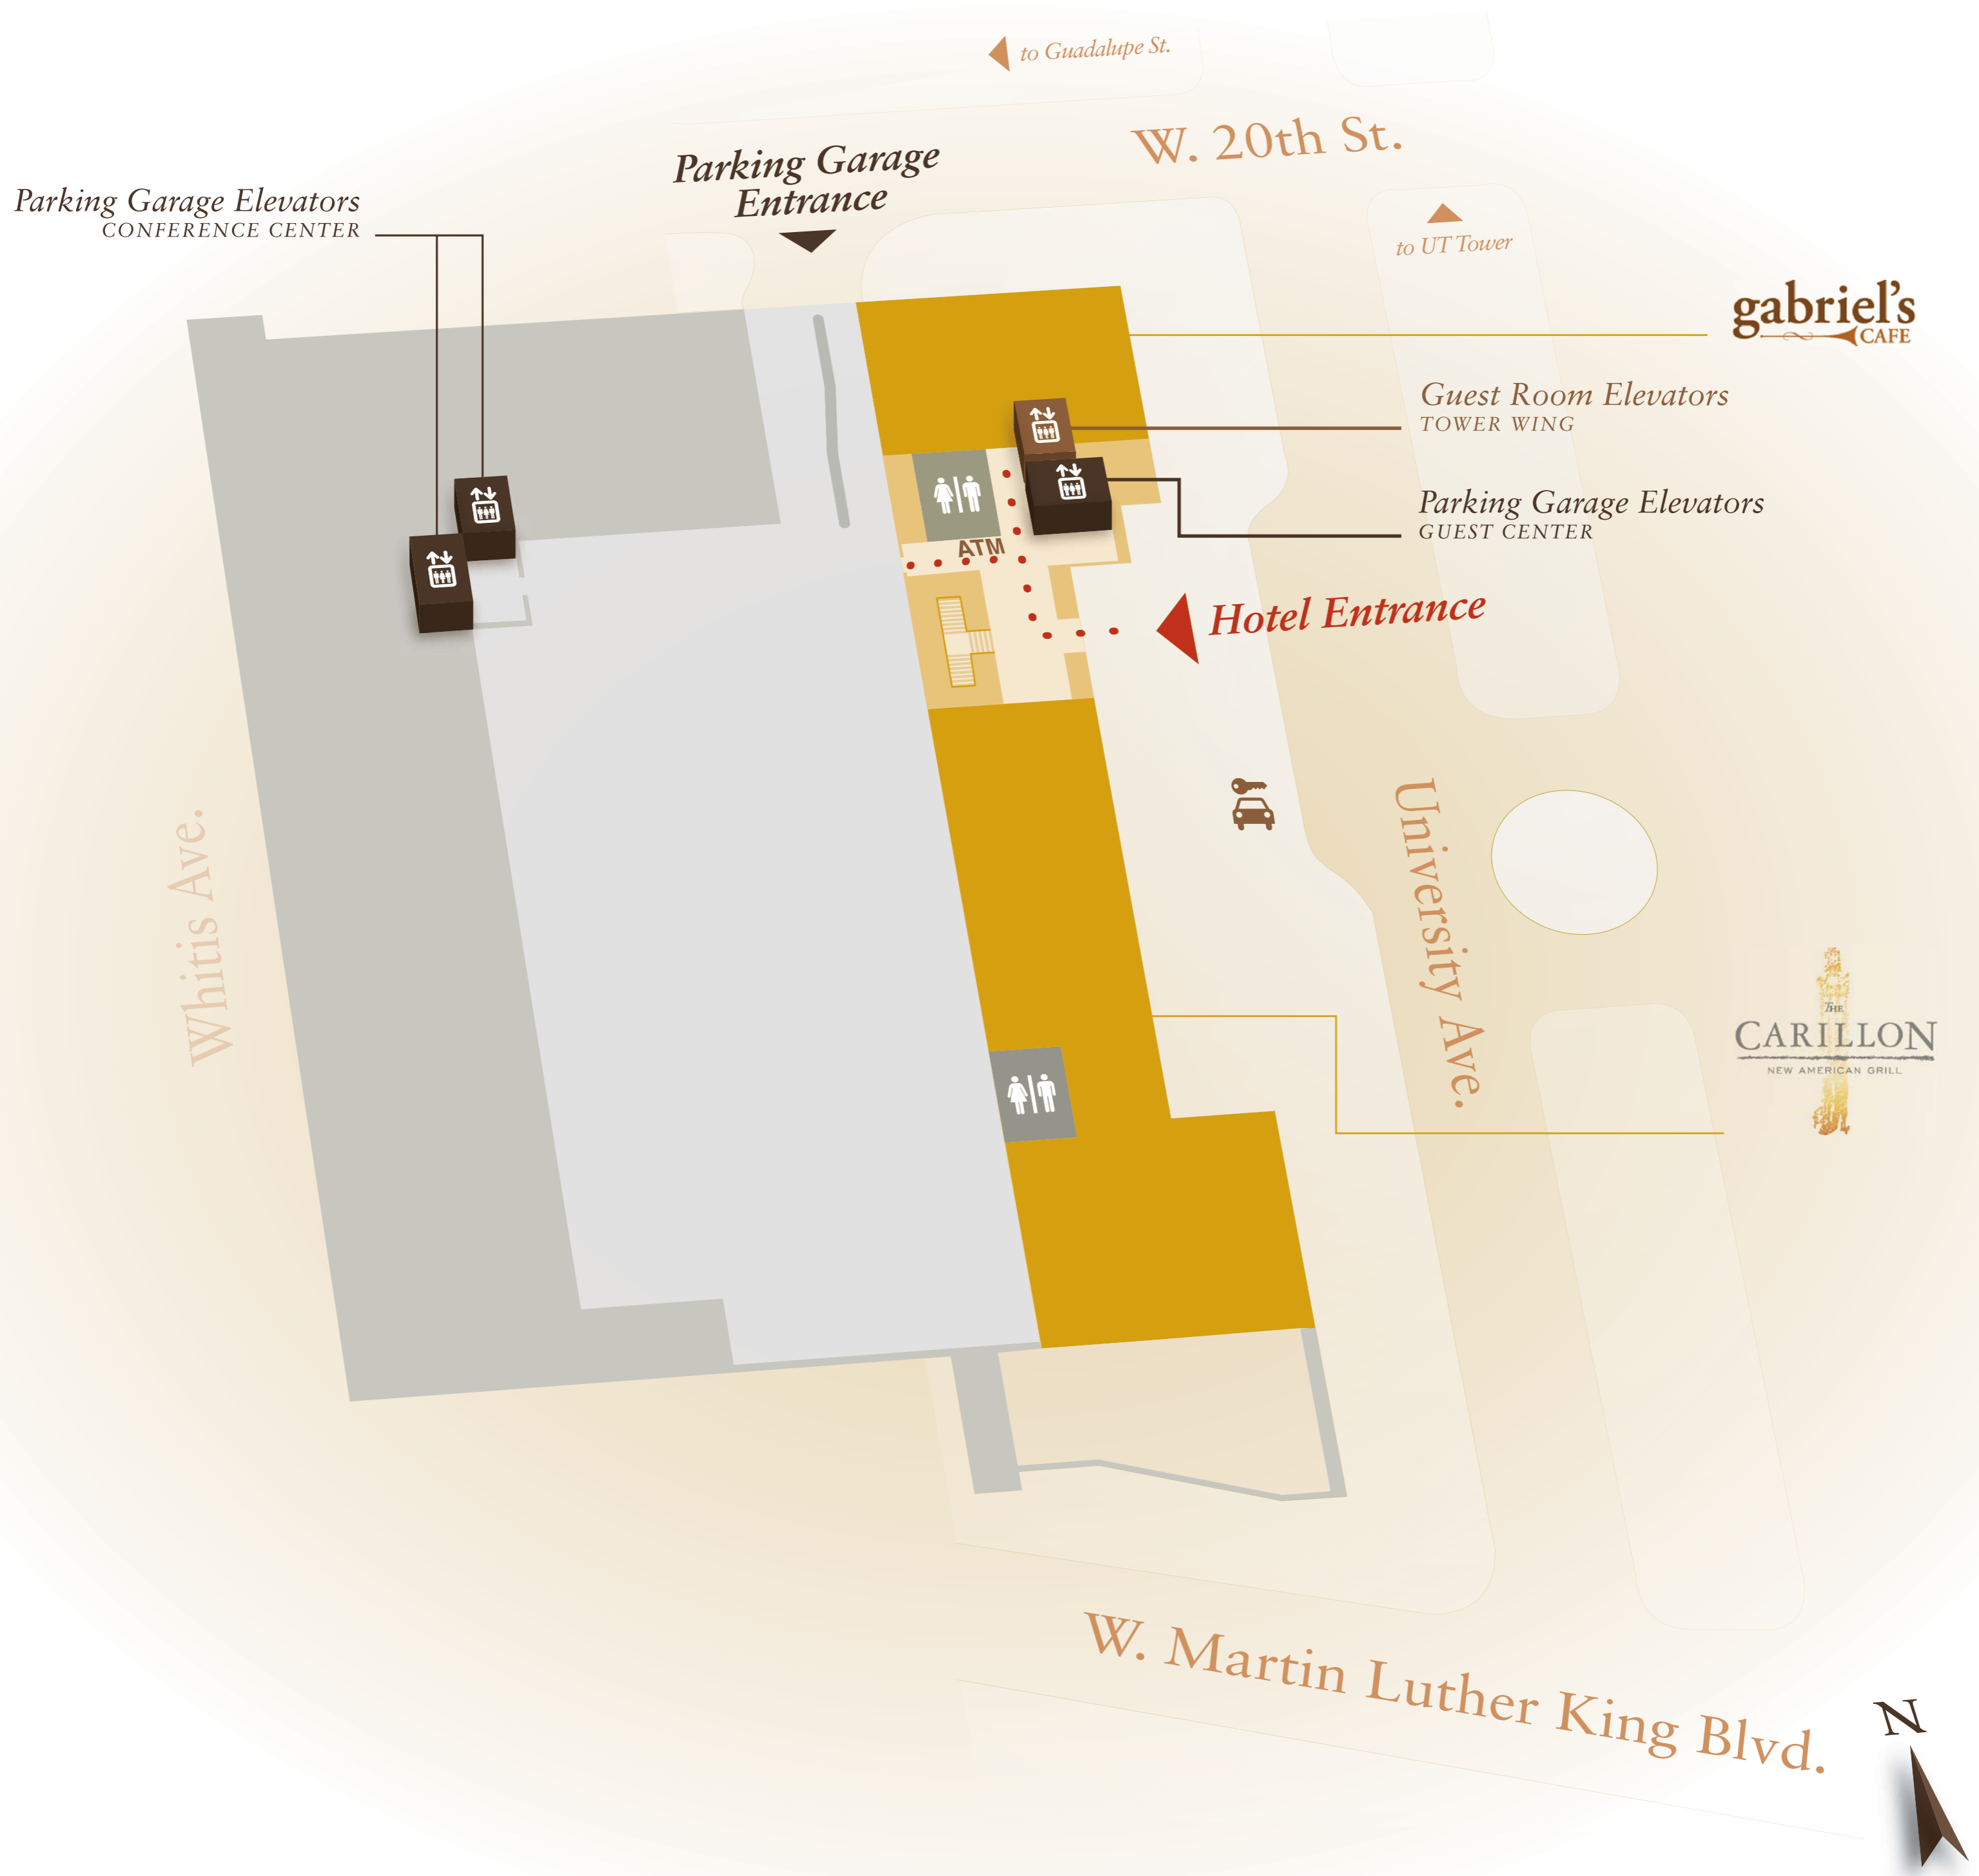 to Guadalupe St.
W. 20th St.
Parking Garage
Entrance
Parking Garage Elevators
CONFERENCE CENTER
to UT Tower
gabriel's
CAFE
Guest Room Elevators
TOWER WING
Parking Garage Elevators
GUEST CENTER
ATM
Hotel Entrance
Whitis Ave.
University Ave.
THE
CARILLON
NEW AMERICAN GRILL
W. Martin Luther King Blvd.
N